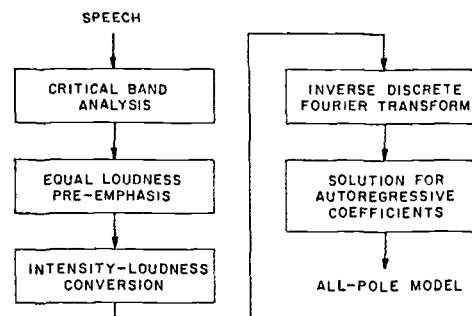 SPEECH
CRITICAL BAND
ANALYSIS
EQUAL LOUDNESS
PRE-EMPHASIS
INTENSITY-LOUDNESS
CONVERSION
INVERSE DISCRETE
FOURIER TRANSFORM
SOLUTION FOR
AUTOREGRESSIVE
COEFFICIENTS
ALL-POLE MODEL